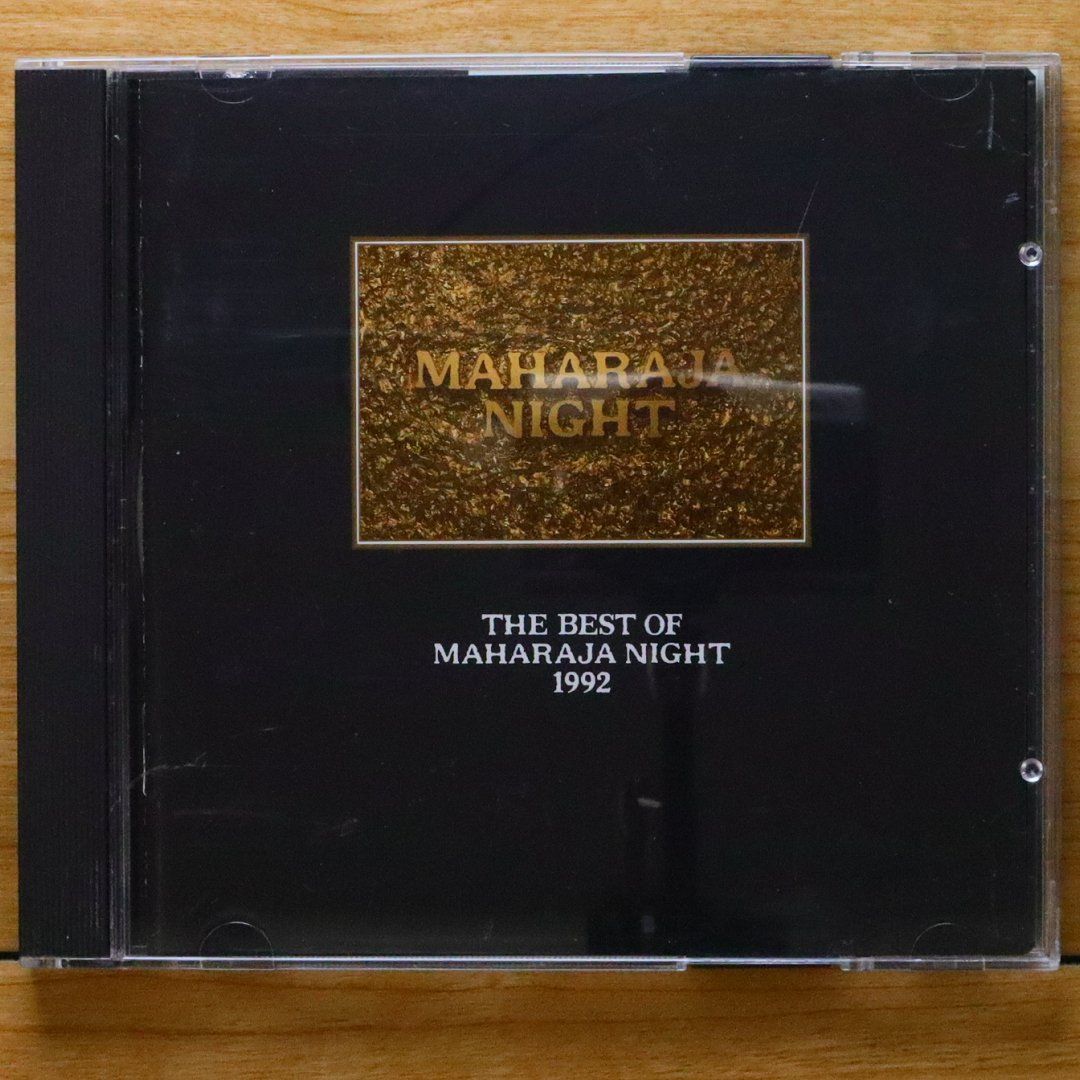 MAHARAJA
NIGHT
THE BEST OF
MAHARAJA NIGHT
1992